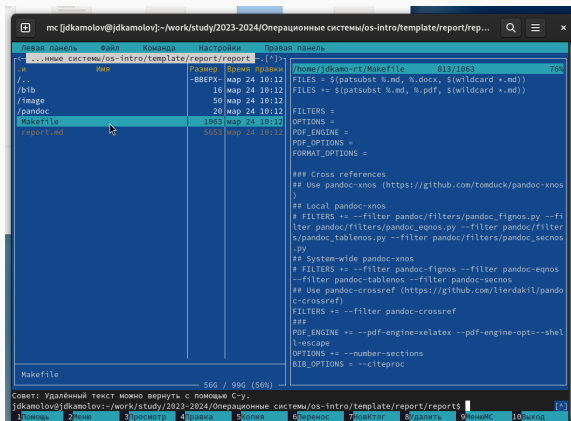 mc [jdkamolov@jdkamolov]:~/work/study/2023-2024/Операционные системы/os-intro/template/report/rep...
Левая панель Файл Команда Настройки Правая панель
<— ...нные системы/os-intro/template/report/report —.[^]>
.и Имя Размер Время правки
/.. -ВВЕРХ- мар 24 10:12
/bib 16 мар 24 10:12
/image 50 мар 24 10:12
/pandoc 20 мар 24 10:12
Makefile 1063 мар 24 10:12
report.md 5653 мар 24 10:12
Makefile
56G / 99G (56%)
/home/jdkamo~rt/Makefile 813/1063 76%
FILES = $(patsubst %.md, %.docx, $(wildcard *.md))
FILES += $(patsubst %.md, %.pdf, $(wildcard *.md))
FILTERS =
OPTIONS =
PDF_ENGINE =
PDF_OPTIONS =
FORMAT_OPTIONS =
### Cross references
## Use pandoc-xnos (https://github.com/tomduck/pandoc-xnos
)
## Local pandoc-xnos
# FILTERS += --filter pandoc/filters/pandoc_fignos.py --fi
lter pandoc/filters/pandoc_eqnos.py --filter pandoc/filter
s/pandoc_tablenos.py --filter pandoc/filters/pandoc_secnos
.py
## System-wide pandoc-xnos
# FILTERS += --filter pandoc-fignos --filter pandoc-eqnos
--filter pandoc-tablenos --filter pandoc-secnos
## Use pandoc-crossref (https://github.com/lierdakil/pando
c-crossref)
FILTERS += --filter pandoc-crossref
###
PDF_ENGINE += --pdf-engine=xelatex --pdf-engine-opt=--shel
l-escape
OPTIONS += --number-sections
BIB_OPTIONS = --citeproc
Совет: Удалённый текст можно вернуть с помощью C-y.
jdkamolov@jdkamolov:~/work/study/2023-2024/Операционные системы/os-intro/template/report/report$ [^]
1Помощь 2Меню 3Просмотр 4Правка 5Копия 6Перенос 7НовКтлг 8Удалить 9МенюMC 10Выход